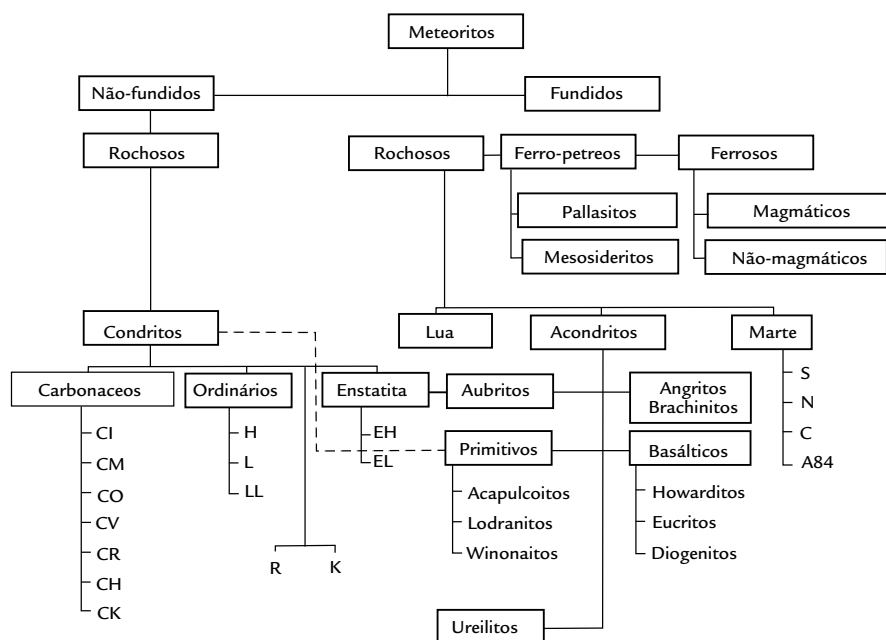 Meteoritos
Não-fundidos
Fundidos
Rochosos
Rochosos
Ferro-petreos
Ferrosos
Pallasitos
Magmáticos
Mesosideritos
Não-magmáticos
Condritos
Lua
Acondritos
Marte
Carbonaceos
Ordinários
Enstatita
Aubritos
Angritos
Brachinitos
S
N
C
A84
CI
CM
CO
CV
CR
CH
CK
H
L
LL
EH
EL
R
K
Primitivos
Basálticos
Acapulcoitos
Lodranitos
Winonaitos
Howarditos
Eucritos
Diogenitos
Ureilitos